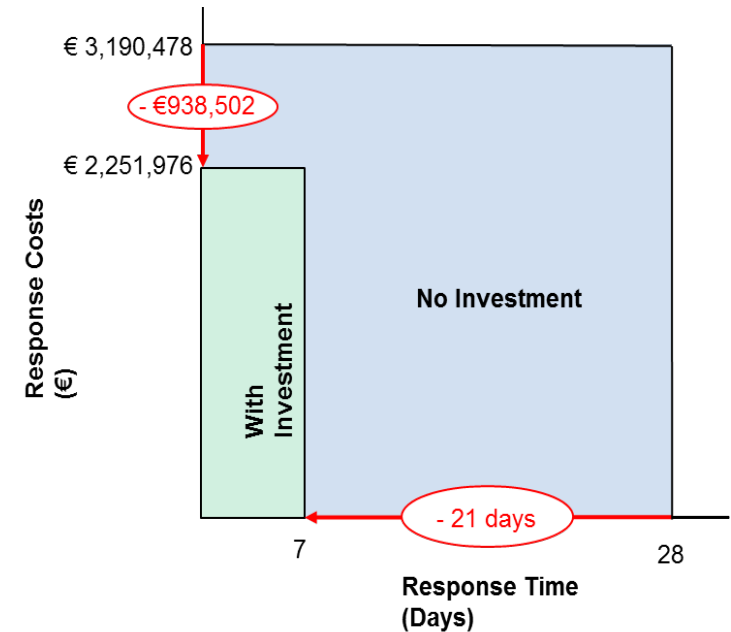 € 3,190,478
- €938,502
€ 2,251,976
Response Costs
(€)
With
Investment
No Investment
- 21 days
7
28
Response Time
(Days)